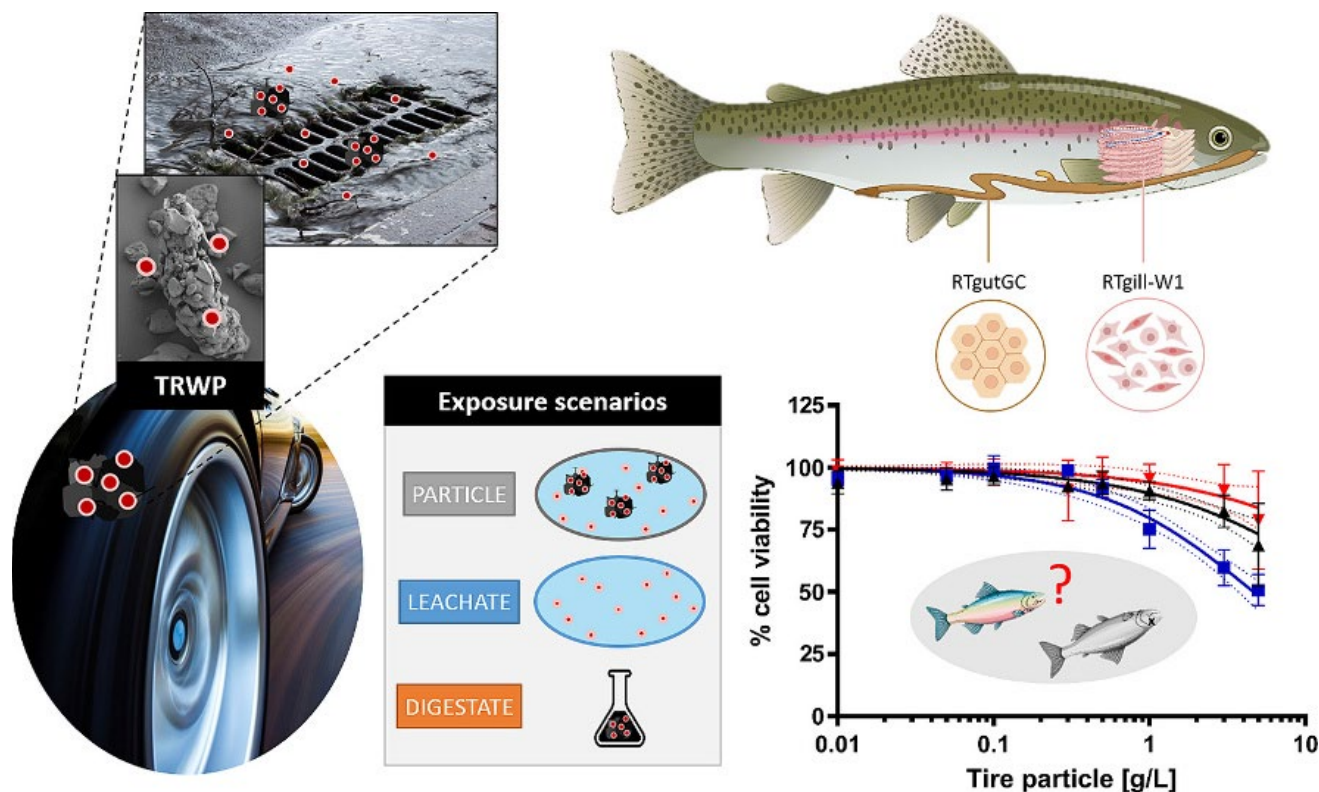 TRWP
Exposure scenarios
PARTICLE
LEACHATE
DIGESTATE
RTgutGC
RTgill-W1
% cell viability
125
100
75
50
25
0
0.01
0.1
1
10
Tire particle [g/L]
?